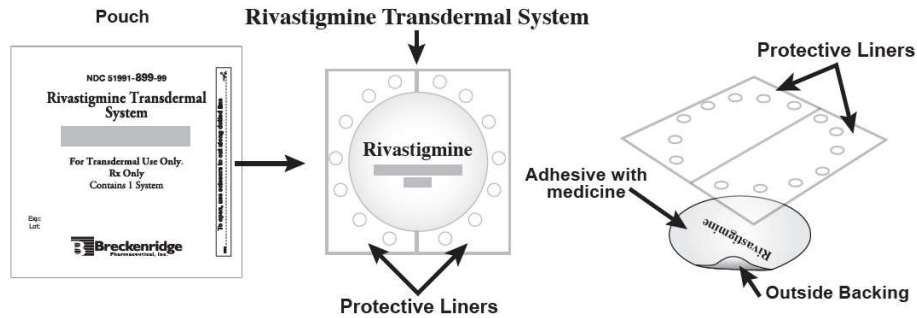 Pouch
Rivastigmine Transdermal System
NDC 51991-899-99
Rivastigmine Transdermal
System
For Transdermal Use Only.
Rx Only
Contains 1 System
Exp:
Lot:
B Breckenridge
Pharmaceutical, Inc.
To open, use scissors to cut along dotted line
Rivastigmine
Protective Liners
Protective Liners
Adhesive with
medicine
Rivastigmine
Outside Backing